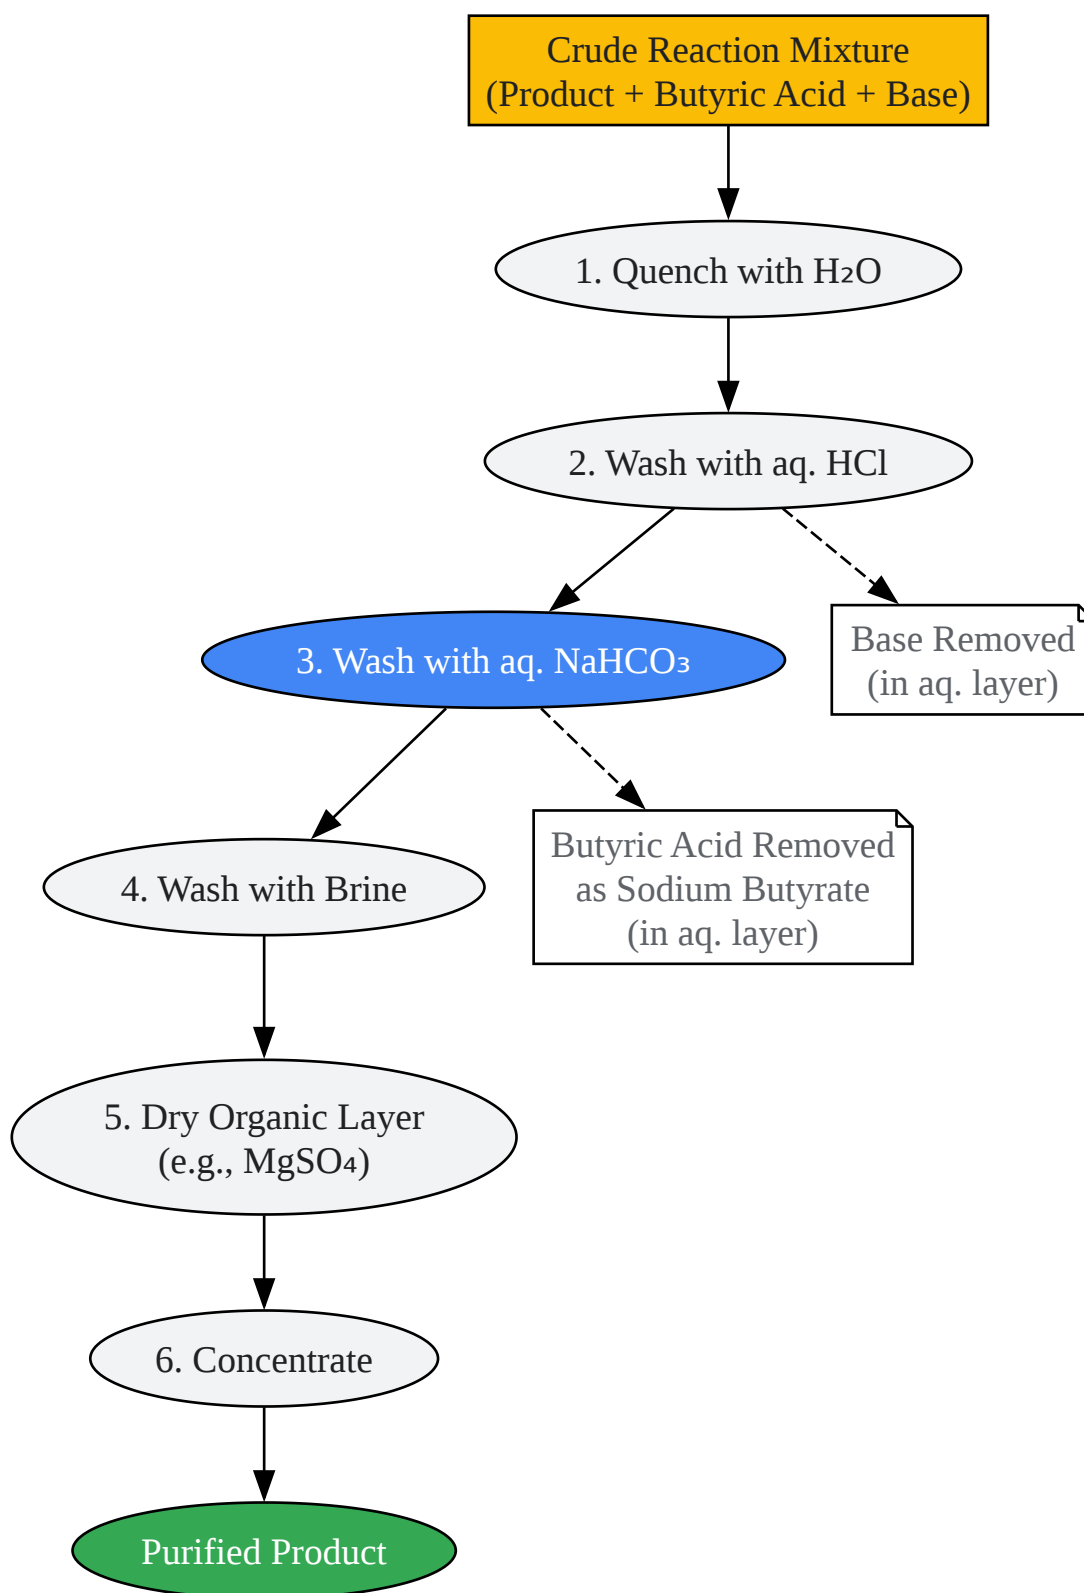 Crude Reaction Mixture
(Product + Butyric Acid + Base)
1. Quench with H₂O
2. Wash with aq. HCl
3. Wash with aq. NaHCO₃
Base Removed
(in aq. layer)
4. Wash with Brine
Butyric Acid Removed
as Sodium Butyrate
(in aq. layer)
5. Dry Organic Layer
(e.g., MgSO₄)
6. Concentrate
Purified Product